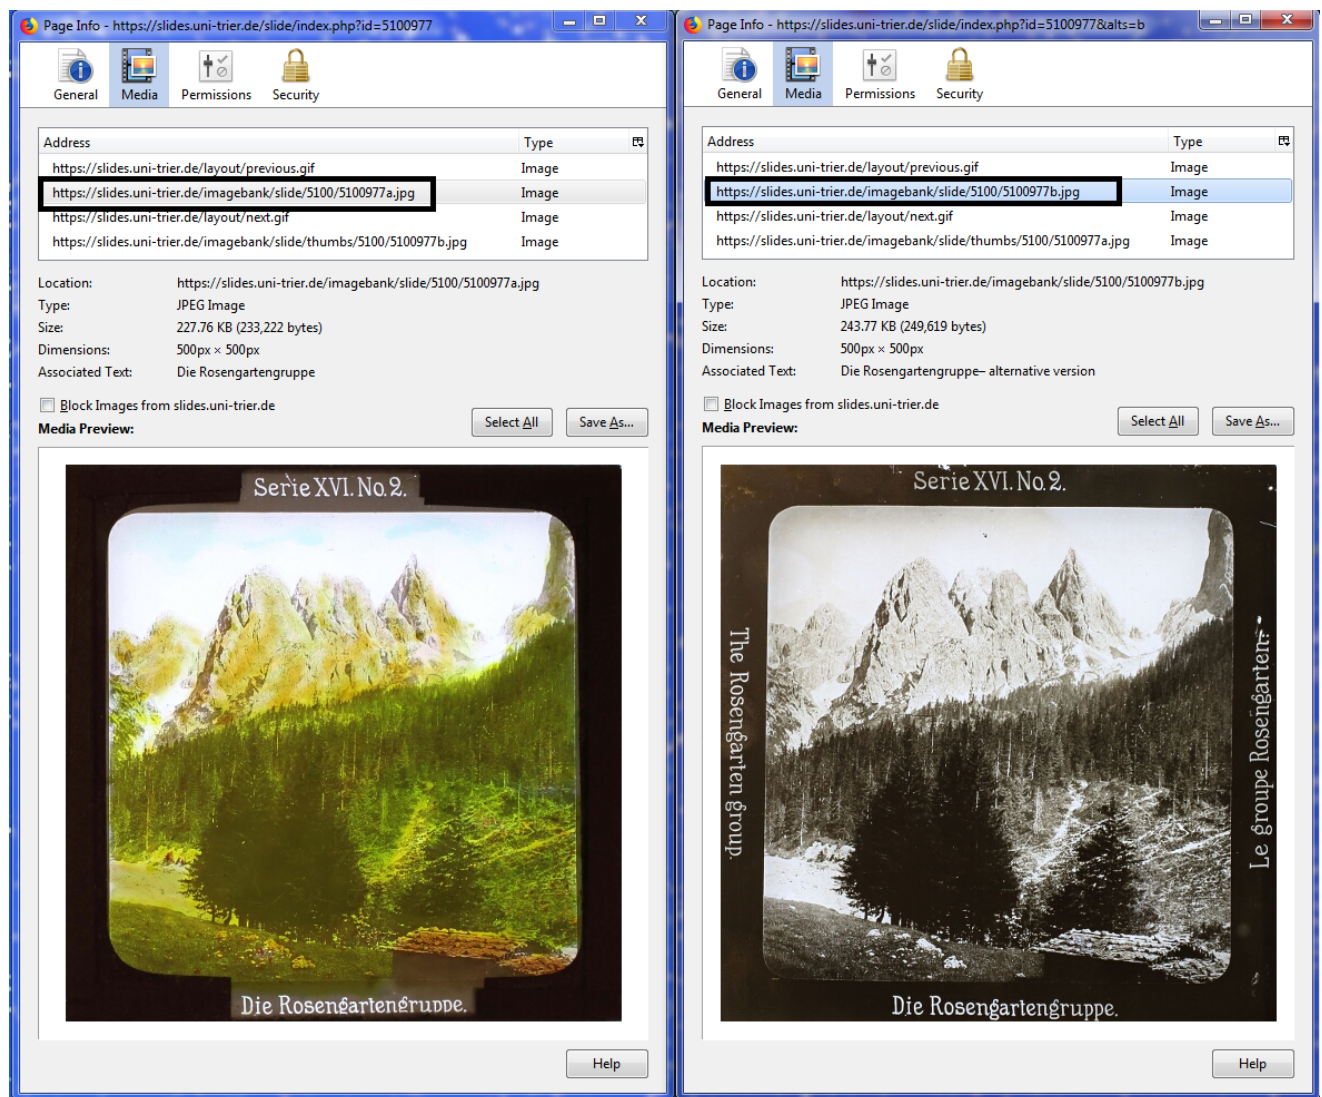 Page Info - https://slides.uni-trier.de/slide/index.php?id=5100977
General Media Permissions Security
Address Type
https://slides.uni-trier.de/layout/previous.gif Image
https://slides.uni-trier.de/imagebank/slide/5100/5100977a.jpg Image
https://slides.uni-trier.de/layout/next.gif Image
https://slides.uni-trier.de/imagebank/slide/thumbs/5100/5100977b.jpg Image
Location: https://slides.uni-trier.de/imagebank/slide/5100/5100977a.jpg
Type: JPEG Image
Size: 227.76 KB (233,222 bytes)
Dimensions: 500px × 500px
Associated Text: Die Rosengartengruppe
Block Images from slides.uni-trier.de
Media Preview:
Select All Save As...
Serie XVI. No. 2.
Die Rosengartengruppe.
Help
Page Info - https://slides.uni-trier.de/slide/index.php?id=5100977&alts=b
General Media Permissions Security
Address Type
https://slides.uni-trier.de/layout/previous.gif Image
https://slides.uni-trier.de/imagebank/slide/5100/5100977b.jpg Image
https://slides.uni-trier.de/layout/next.gif Image
https://slides.uni-trier.de/imagebank/slide/thumbs/5100/5100977a.jpg Image
Location: https://slides.uni-trier.de/imagebank/slide/5100/5100977b.jpg
Type: JPEG Image
Size: 243.77 KB (249,619 bytes)
Dimensions: 500px × 500px
Associated Text: Die Rosengartengruppe– alternative version
Block Images from slides.uni-trier.de
Media Preview:
Select All Save As...
Serie XVI. No. 2.
The Rosengarten group.
Le groupe Rosengarten.
Die Rosengartengruppe.
Help